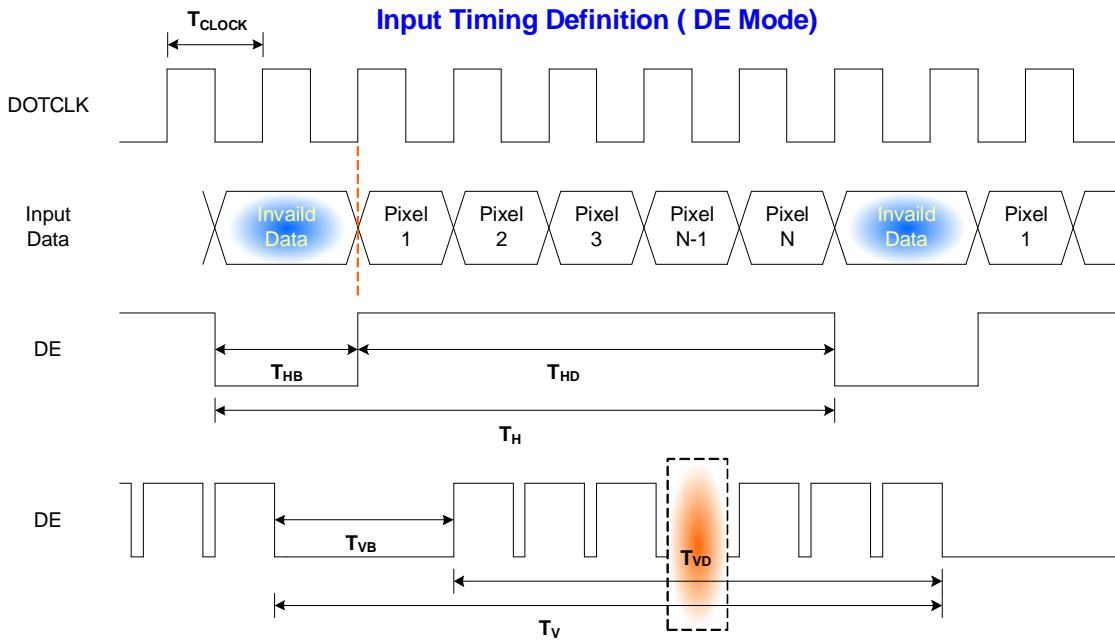 Input Timing Definition ( DE Mode)
TCLOCK
DOTCLK
Input
Data
Invaild
Data
Pixel
1
Pixel
2
Pixel
3
Pixel
N-1
Pixel
N
Invaild
Data
Pixel
1
DE
THB
THD
TH
DE
TVB
TVD
TV